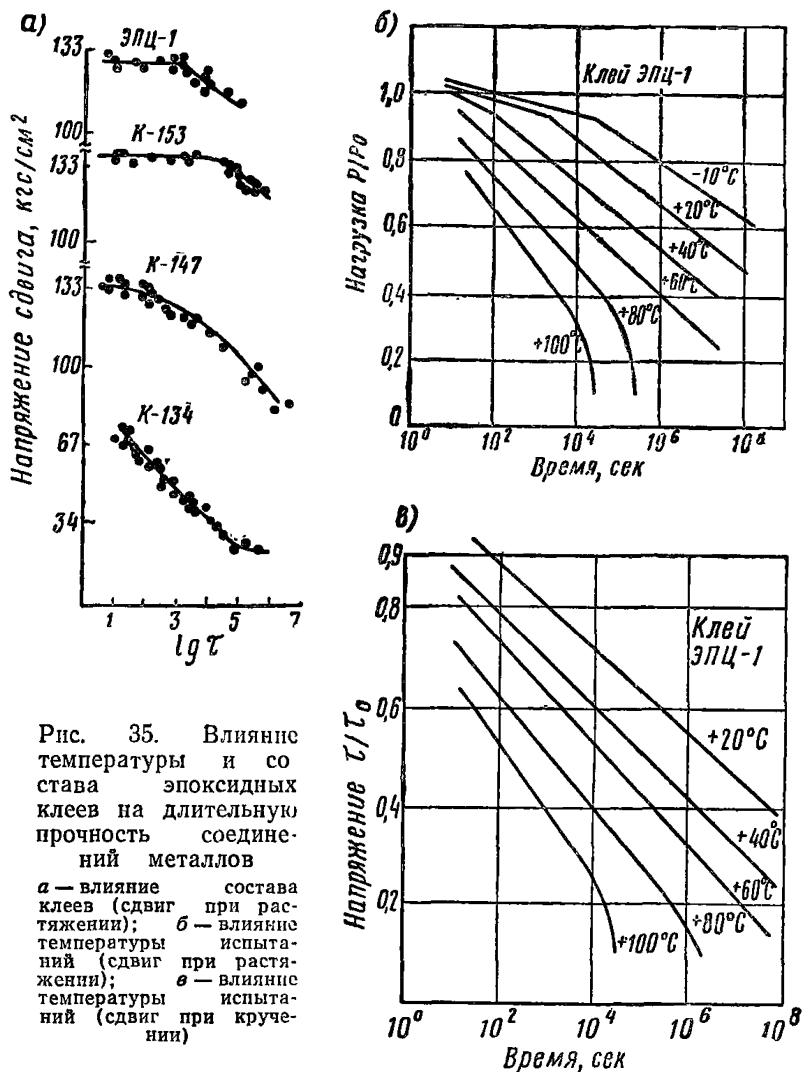 а)
ЭПЦ-1
133
100
К-153
133
100
К-147
133
100
К-134
67
34
1 3 5 7
lg τ
Напряжение сдвига, кгс/см²
б)
Клей ЭПЦ-1
1,0
0,8
0,6
0,4
0,2
0
-10°С
+20°С
+40°С
+60°С
+80°С
+100°С
10⁰ 10² 10⁴ 10⁶ 10⁸
Время, сек
Нагрузка P/P₀
в)
0,9
0,8
0,6
0,4
0,2
Клей
ЭПЦ-1
+20°С
+40°С
+60°С
+80°С
+100°С
10⁰ 10² 10⁴ 10⁶ 10⁸
Время, сек
Напряжение τ/τ₀
Рис. 35. Влияние
температуры и со
става эпоксидных
клеев на длительную
прочность соедине-
ний металлов
а — влияние состава
клеев (сдвиг при рас-
тяжении); б — влияние
температуры испыта-
ний (сдвиг при растя-
жении); в — влияние
температуры испыта-
ний (сдвиг при круче-
нии)